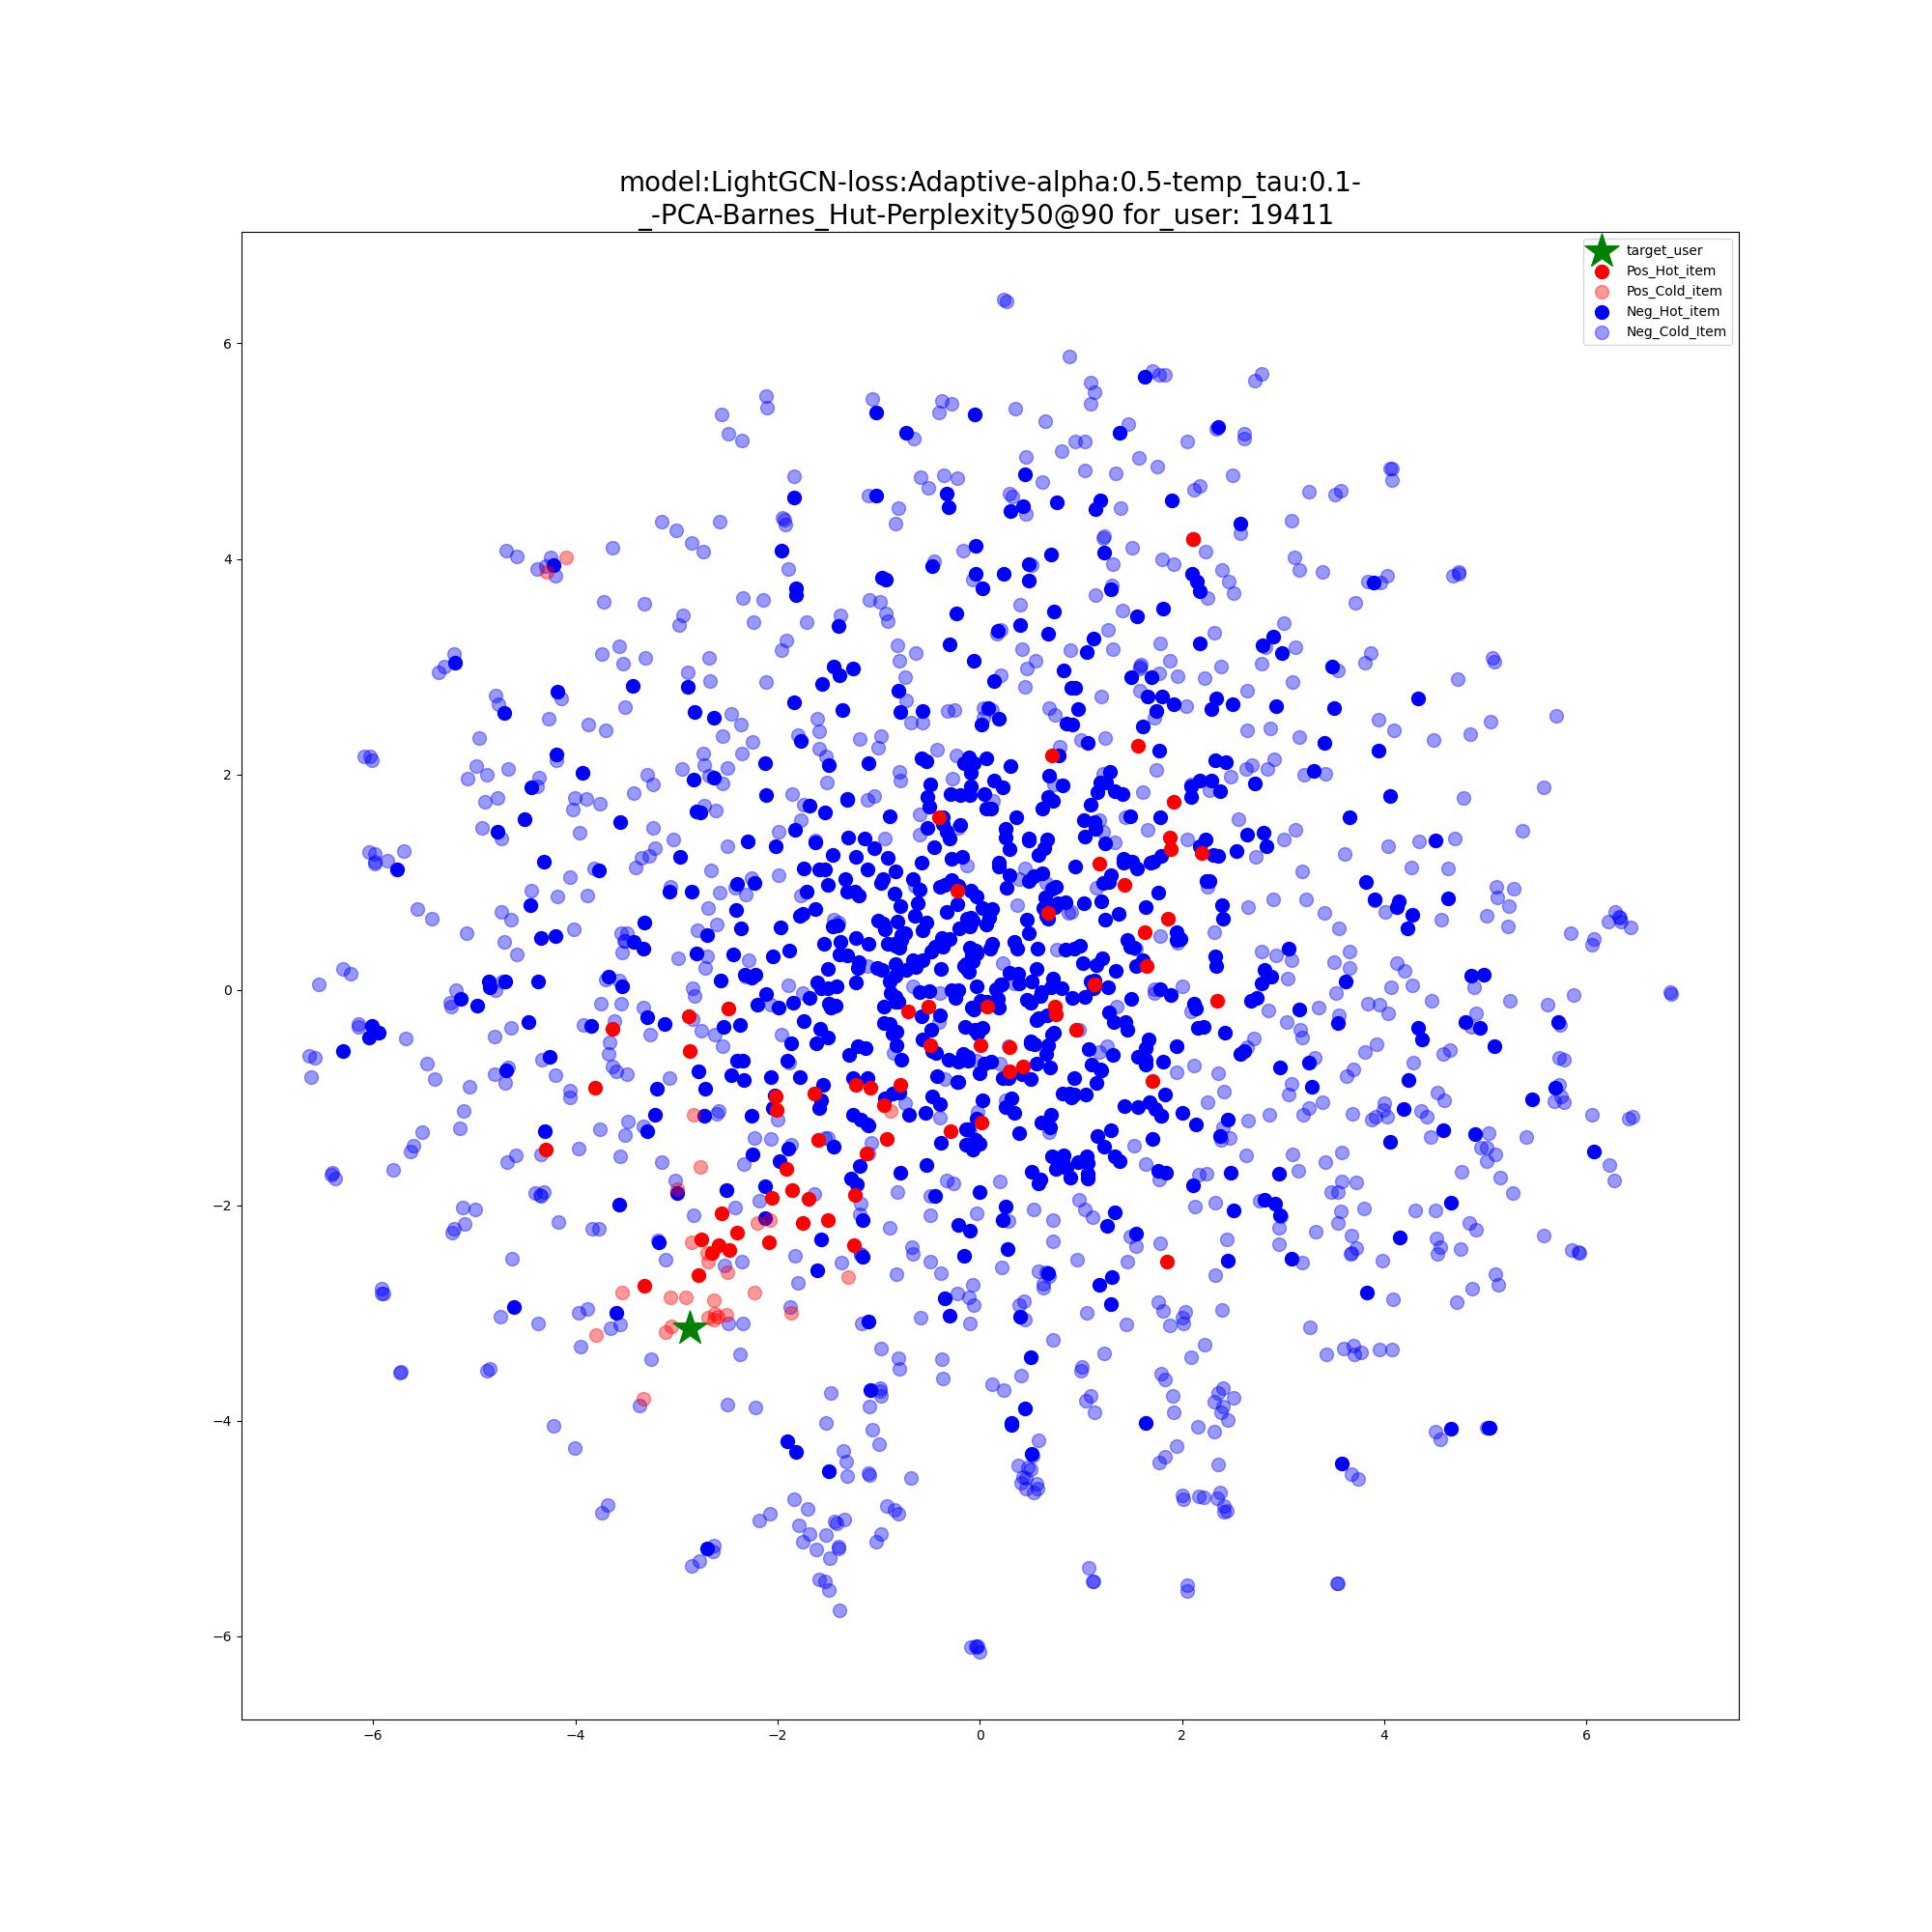 model:LightGCN-loss:Adaptive-alpha:0.5-temp_tau:0.1-
_-PCA-Barnes_Hut-Perplexity50@90 for_user: 19411
target_user
Pos_Hot_item
Pos_Cold_item
Neg_Hot_item
Neg_Cold_Item
6
4
2
0
−2
−4
−6
−6 −4 −2 0 2 4 6